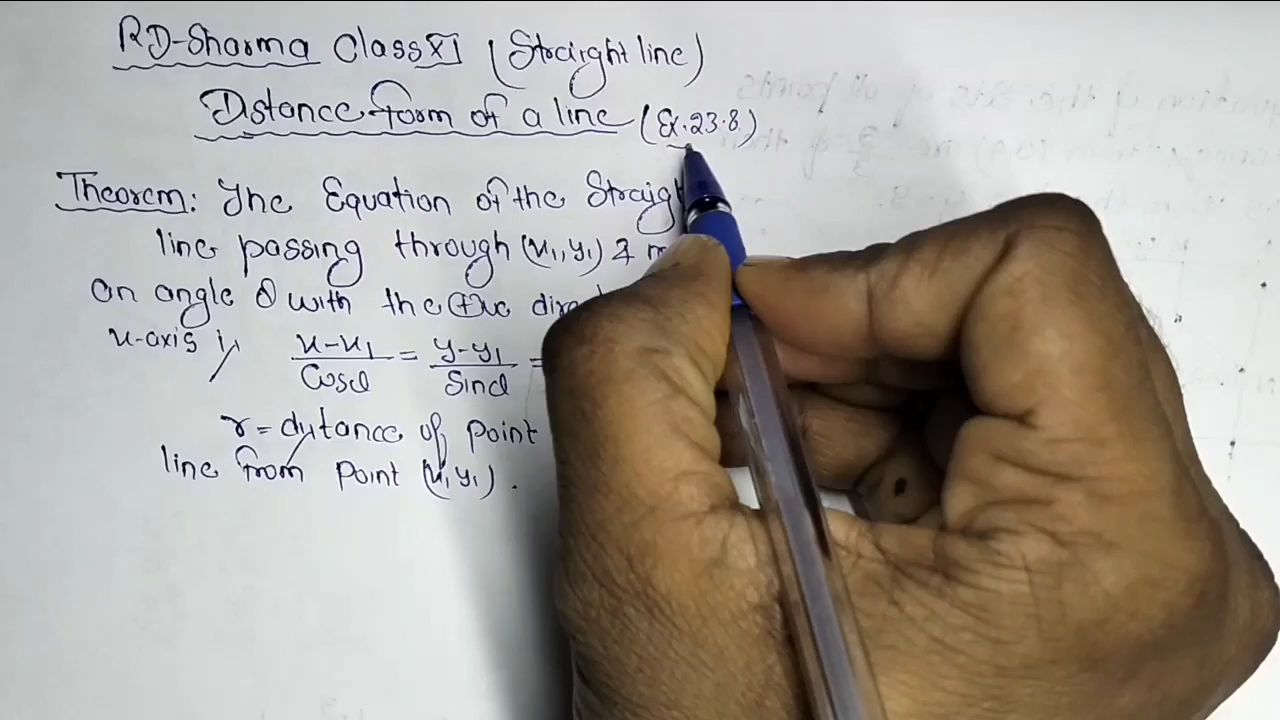 RD-Sharma Class XI (Straight line)
Distance form of a line (Ex.23.8)
Theorem: The Equation of the Straig
line passing through (x₁, y₁) & m
an angle θ with the +ve dire
x-axis is x-x₁/Cosθ = y-y₁/Sinθ =
r = distance of point
line from point (x₁ y₁).